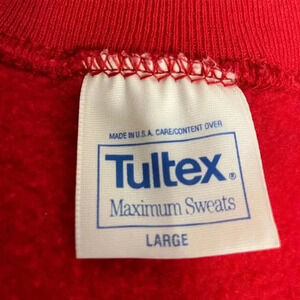 MADE IN U.S.A. CARE/CONTENT OVER
Tultex®
Maximum Sweats
LARGE